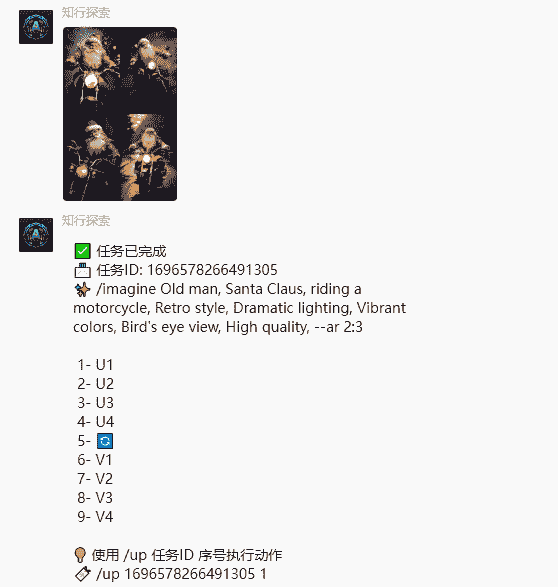 知行探索
知行探索
✅ 任务已完成
任务ID: 1696578266491305
✨ /imagine Old man, Santa Claus, riding a
motorcycle, Retro style, Dramatic lighting, Vibrant
colors, Bird's eye view, High quality, --ar 2:3
1- U1
2- U2
3- U3
4- U4
5- 🔄
6- V1
7- V2
8- V3
9- V4
💡 使用 /up 任务ID 序号执行动作
/up 1696578266491305 1